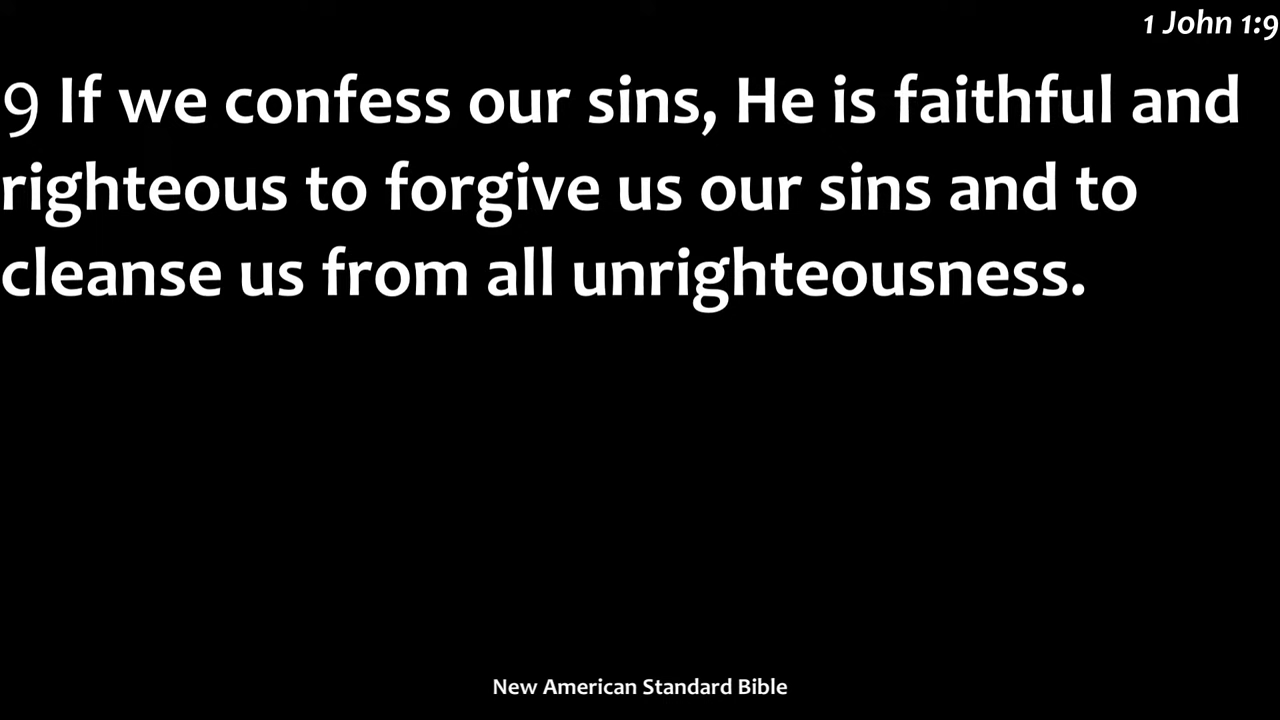 1 John 1:9
9 If we confess our sins, He is faithful and
righteous to forgive us our sins and to
cleanse us from all unrighteousness.
New American Standard Bible